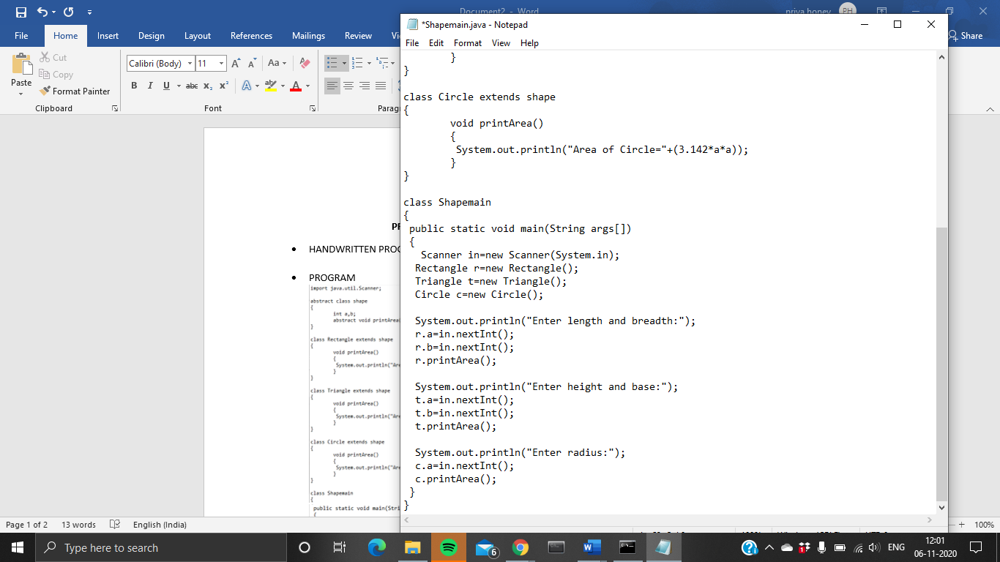 Document2 - Word
priya honey
PH
File Home Insert Design Layout References Mailings Review
Share
Cut
Copy
Paste
Format Painter
Clipboard
Calibri (Body) 11
Font
Paragr
*Shapemain.java - Notepad
File Edit Format View Help
}
}
class Circle extends shape
{
void printArea()
{
System.out.println("Area of Circle="+(3.142*a*a));
}
}
class Shapemain
{
public static void main(String args[])
{
Scanner in=new Scanner(System.in);
Rectangle r=new Rectangle();
Triangle t=new Triangle();
Circle c=new Circle();
System.out.println("Enter length and breadth:");
r.a=in.nextInt();
r.b=in.nextInt();
r.printArea();
System.out.println("Enter height and base:");
t.a=in.nextInt();
t.b=in.nextInt();
t.printArea();
System.out.println("Enter radius:");
c.a=in.nextInt();
c.printArea();
}
}
HANDWRITTEN PROG
PROGRAM
import java.util.Scanner;
abstract class shape
{
int a,b;
abstract void printArea(
}
class Rectangle extends shape
{
void printArea()
{
System.out.println("Are
}
}
class Triangle extends shape
{
void printArea()
{
System.out.println("Are
}
}
class Circle extends shape
{
void printArea()
{
System.out.println("Are
}
}
class Shapemain
{
public static void main(Stri
{
Page 1 of 2 13 words English (India)
100%
Type here to search
6
1
ENG
12:01
06-11-2020